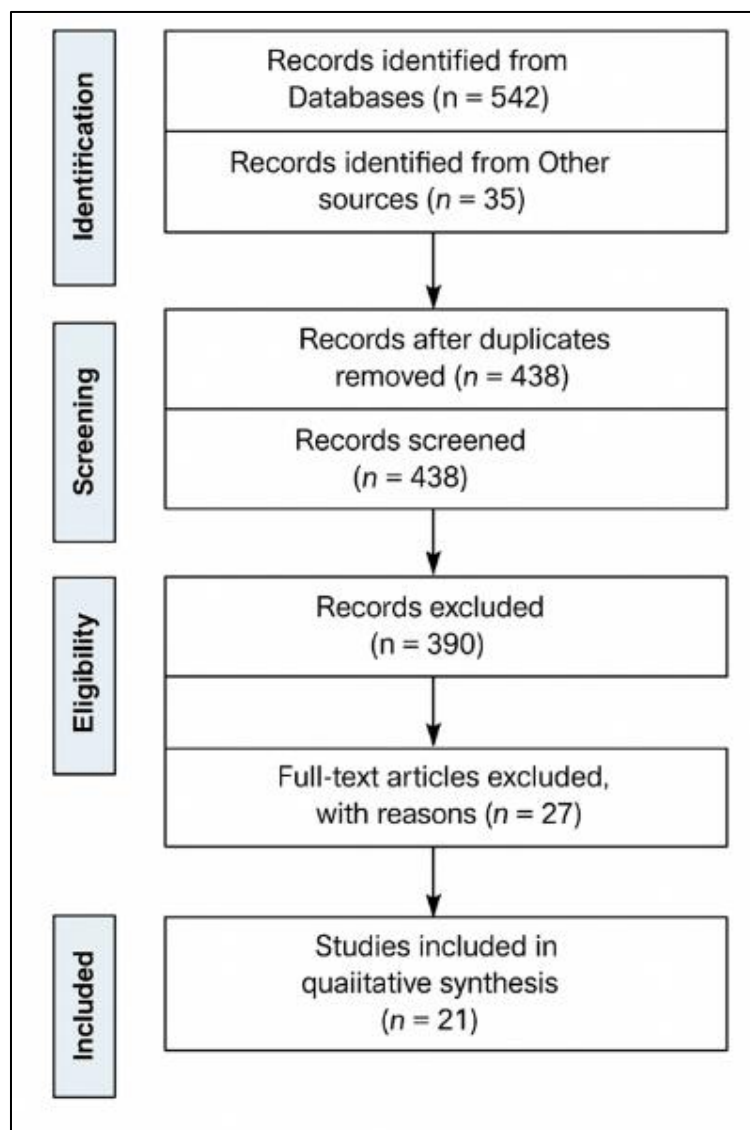 Identification
Records identified from
Databases (n = 542)
Records identified from Other
sources (n = 35)
Screening
Records after duplicates
removed (n = 438)
Records screened
(n = 438)
Eligibility
Records excluded
(n = 390)
Full-text articles excluded,
with reasons (n = 27)
Included
Studies included in
quaiitative synthesis
(n = 21)